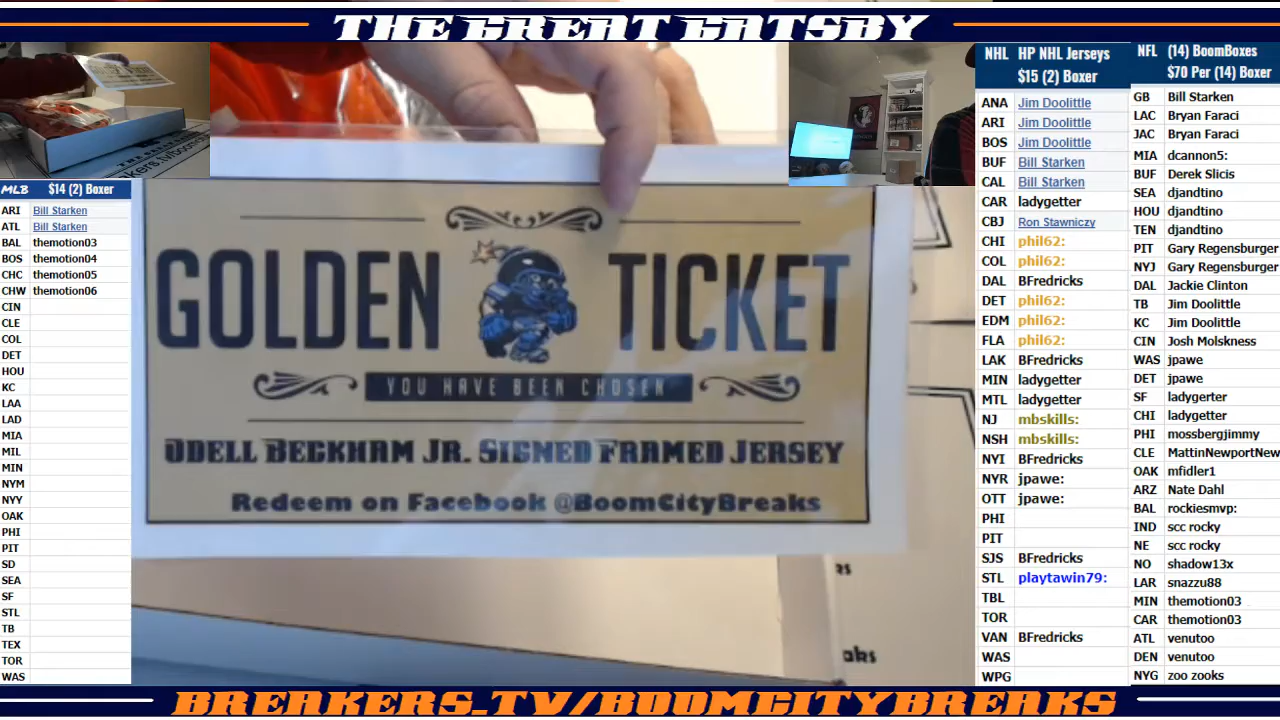 THE GREAT GATSBY
MLB $14 (2) Boxer
ARI Bill Starken
ATL Bill Starken
BAL themotion03
BOS themotion04
CHC themotion05
CHW themotion06
CIN
CLE
COL
DET
HOU
KC
LAA
LAD
MIA
MIL
MIN
NYM
NYY
OAK
PHI
PIT
SD
SEA
SF
STL
TB
TEX
TOR
WAS
GOLDEN TICKET
YOU HAVE BEEN CHOSEN
ODELL BECKHAM JR. SIGNED FRAMED JERSEY
Redeem on Facebook @BoomCityBreaks
NHL HP NHL Jerseys
$15 (2) Boxer
ANA Jim Doolittle
ARI Jim Doolittle
BOS Jim Doolittle
BUF Bill Starken
CAL Bill Starken
CAR ladygetter
CBJ Ron Stawniczy
CHI phil62:
COL phil62:
DAL BFredricks
DET phil62:
EDM phil62:
FLA phil62:
LAK BFredricks
MIN ladygetter
MTL ladygetter
NJ mbskills:
NSH mbskills:
NYI BFredricks
NYR jpawe:
OTT jpawe:
PHI
PIT
SJS BFredricks
STL playtawin79:
TBL
TOR
VAN BFredricks
WAS
WPG
NFL (14) BoomBoxes
$70 Per (14) Boxer
GB Bill Starken
LAC Bryan Faraci
JAC Bryan Faraci
MIA dcannon5:
BUF Derek Slicis
SEA djandtino
HOU djandtino
TEN djandtino
PIT Gary Regensburger
NYJ Gary Regensburger
DAL Jackie Clinton
TB Jim Doolittle
KC Jim Doolittle
CIN Josh Molskness
WAS jpawe
DET jpawe
SF ladygerter
CHI ladygetter
PHI mossbergjimmy
CLE MattinNewportNew
OAK mfidler1
ARZ Nate Dahl
BAL rockiesmvp:
IND scc rocky
NE scc rocky
NO shadow13x
LAR snazzu88
MIN themotion03
CAR themotion03
ATL venutoo
DEN venutoo
NYG zoo zooks
BREAKERS.TV/BOOMCITYBREAKS